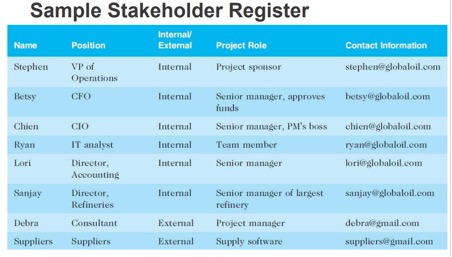 Sample Stakeholder Register
Internal/
Name Position External Project Role Contact Information
Stephen VP of Internal Project sponsor stephen@globaloil.com
Operations
Betsy CFO Internal Senior manager, approves betsy@globaloil.com
funds
Chien CIO Internal Senior manager, PM's boss chien@globaloil.com
Ryan IT analyst Internal Team member ryan@globaloil.com
Lori Director, Internal Senior manager lori@globaloil.com
Accounting
Sanjay Director, Internal Senior manager of largest sanjay@globaloil.com
Refineries refinery
Debra Consultant External Project manager debra@gmail.com
Suppliers Suppliers External Supply software suppliers@gmail.com